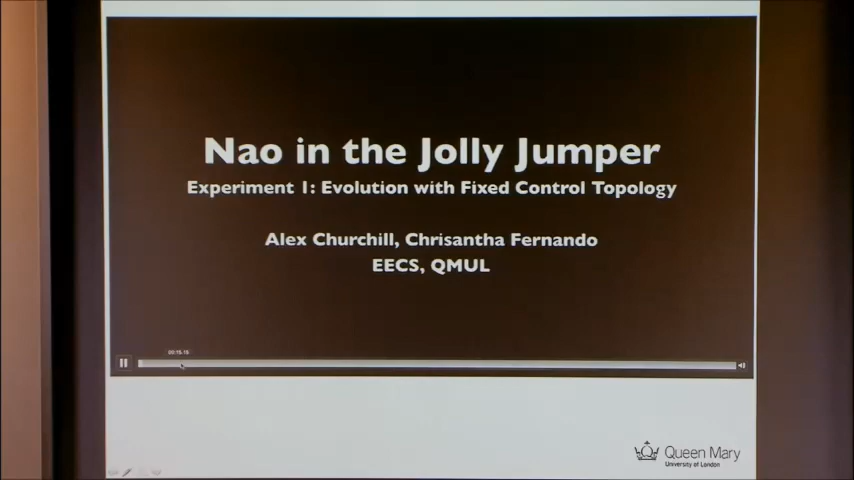 Nao in the Jolly Jumper
Experiment 1: Evolution with Fixed Control Topology
Alex Churchill, Chrisantha Fernando
EECS, QMUL
Queen Mary
University of London